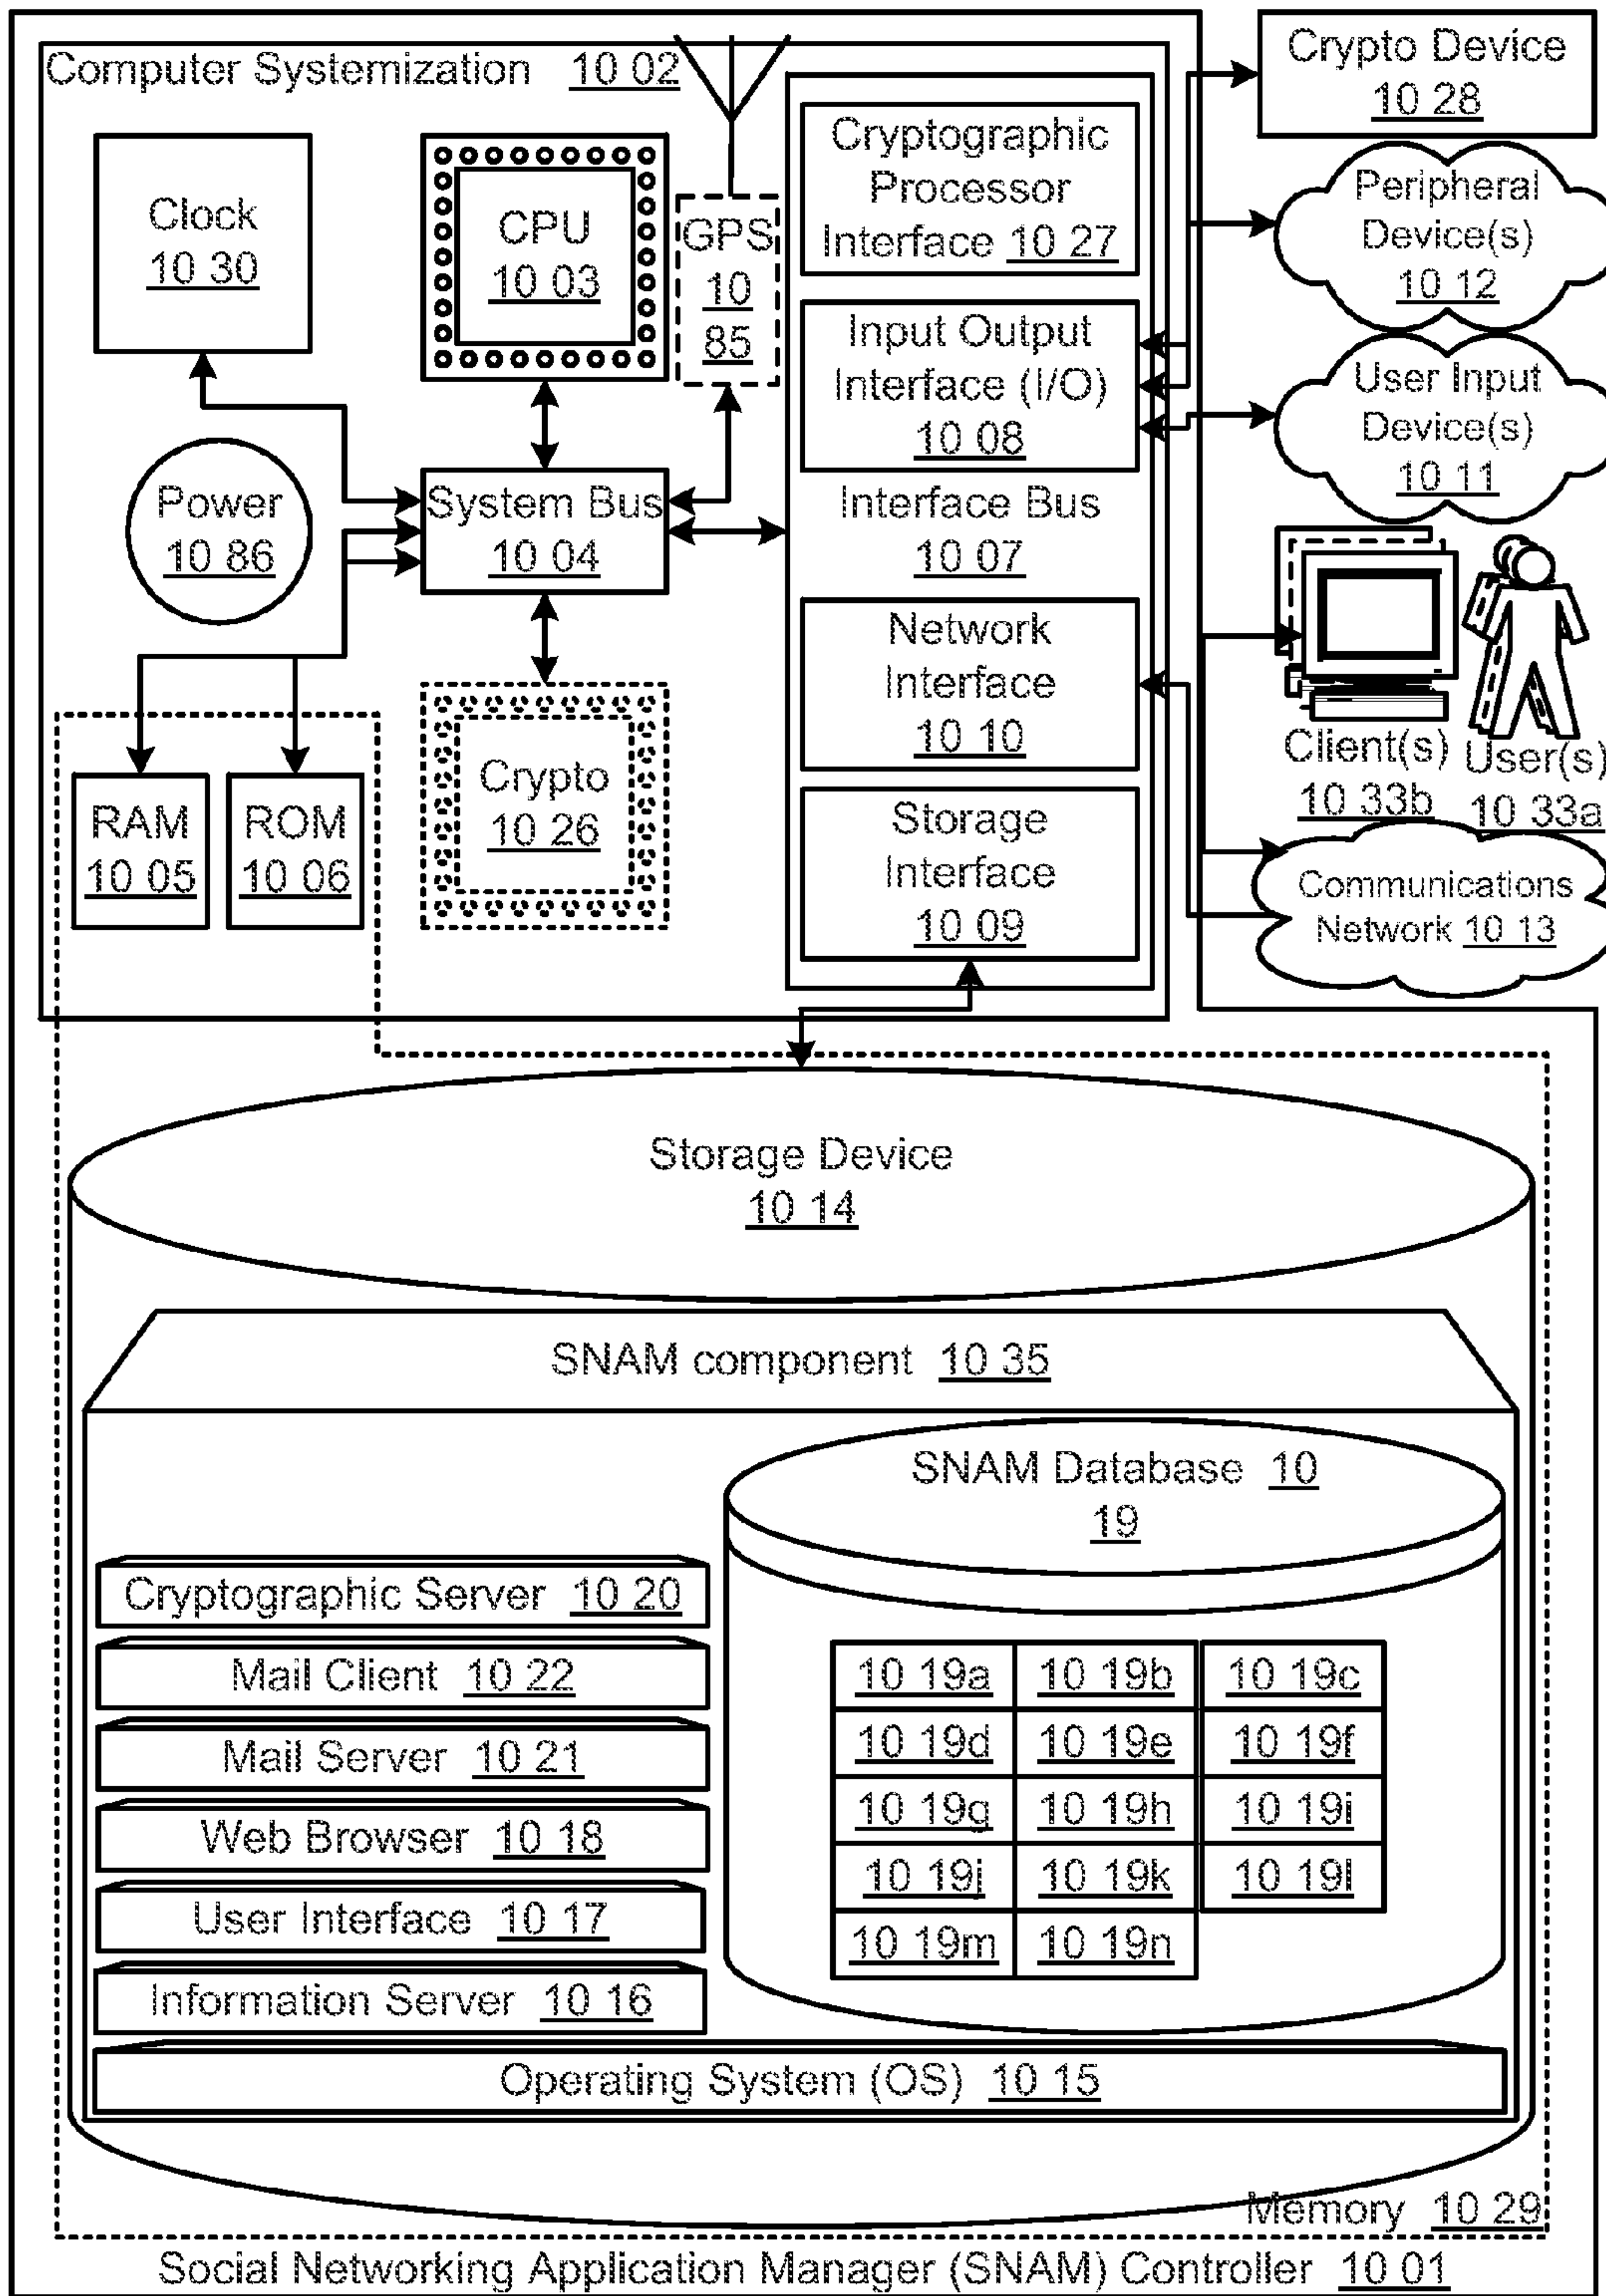 Computer Systemization 10 02
Crypto Device
10 28
Clock
10 30
CPU
10 03
GPS
10
85
Cryptographic
Processor
Interface 10 27
Peripheral
Device(s)
10 12
Input Output
Interface (I/O)
10 08
User Input
Device(s)
10 11
Power
10 86
System Bus
10 04
Interface Bus
10 07
Network
Interface
10 10
Client(s)
10 33b
User(s)
10 33a
RAM
10 05
ROM
10 06
Crypto
10 26
Storage
Interface
10 09
Communications
Network 10 13
Storage Device
10 14
SNAM component 10 35
SNAM Database 10
19
Cryptographic Server 10 20
Mail Client 10 22
Mail Server 10 21
Web Browser 10 18
User Interface 10 17
Information Server 10 16
10 19a 10 19b 10 19c
10 19d 10 19e 10 19f
10 19g 10 19h 10 19i
10 19j 10 19k 10 19l
10 19m 10 19n
Operating System (OS) 10 15
Memory 10 29
Social Networking Application Manager (SNAM) Controller 10 01